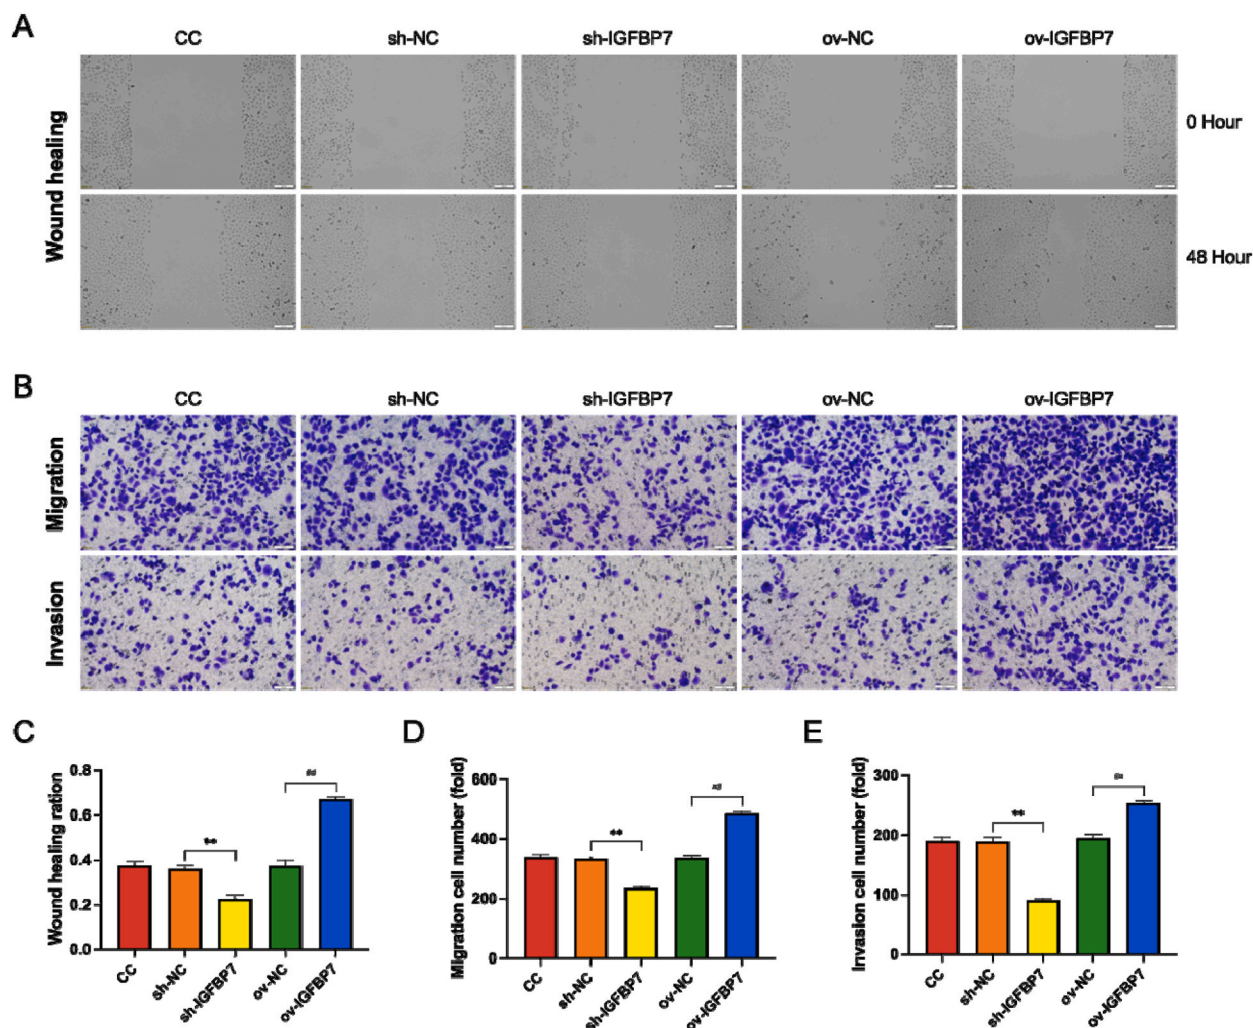 A
CC sh-NC sh-IGFBP7 ov-NC ov-IGFBP7
Wound healing
0 Hour
48 Hour
B
CC sh-NC sh-IGFBP7 ov-NC ov-IGFBP7
Migration
Invasion
C
Wound healing ration
0.8
0.6
0.4
0.2
0.0
**
##
CC sh-NC sh-IGFBP7 ov-NC ov-IGFBP7
D
Migration cell number (fold)
600
400
200
0
**
##
CC sh-NC sh-IGFBP7 ov-NC ov-IGFBP7
E
Invasion cell number (fold)
300
200
100
0
**
##
CC sh-NC sh-IGFBP7 ov-NC ov-IGFBP7